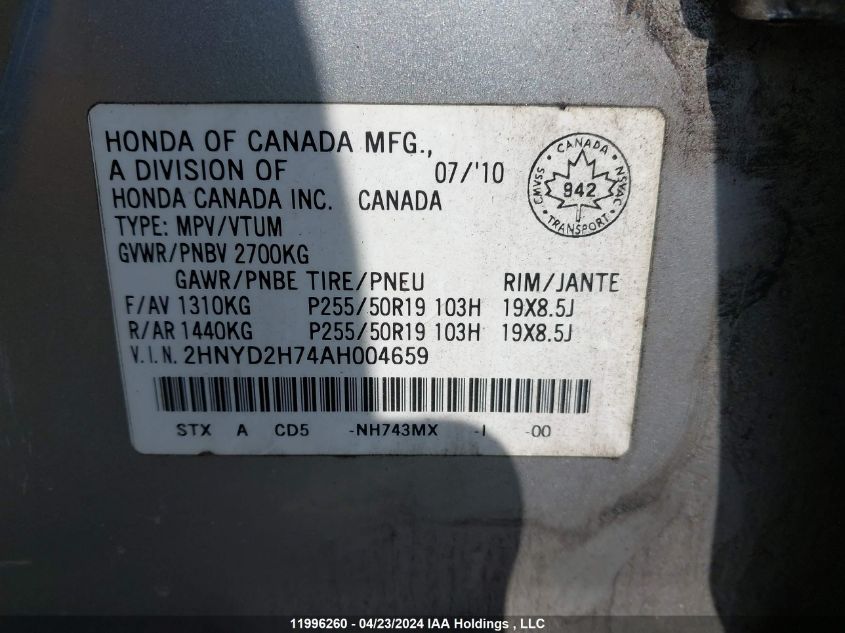 HONDA OF CANADA MFG.,
A DIVISION OF 07/'10
HONDA CANADA INC. CANADA
TYPE: MPV/VTUM
GVWR/PNBV 2700KG
GAWR/PNBE TIRE/PNEU RIM/JANTE
F/AV 1310KG P255/50R19 103H 19X8.5J
R/AR 1440KG P255/50R19 103H 19X8.5J
V.I.N. 2HNYD2H74AH004659
STX A CD5 -NH743MX -I -00
CANADA
CMVSS 942 NSVAC
TRANSPORT
11996260 - 04/23/2024 IAA Holdings , LLC